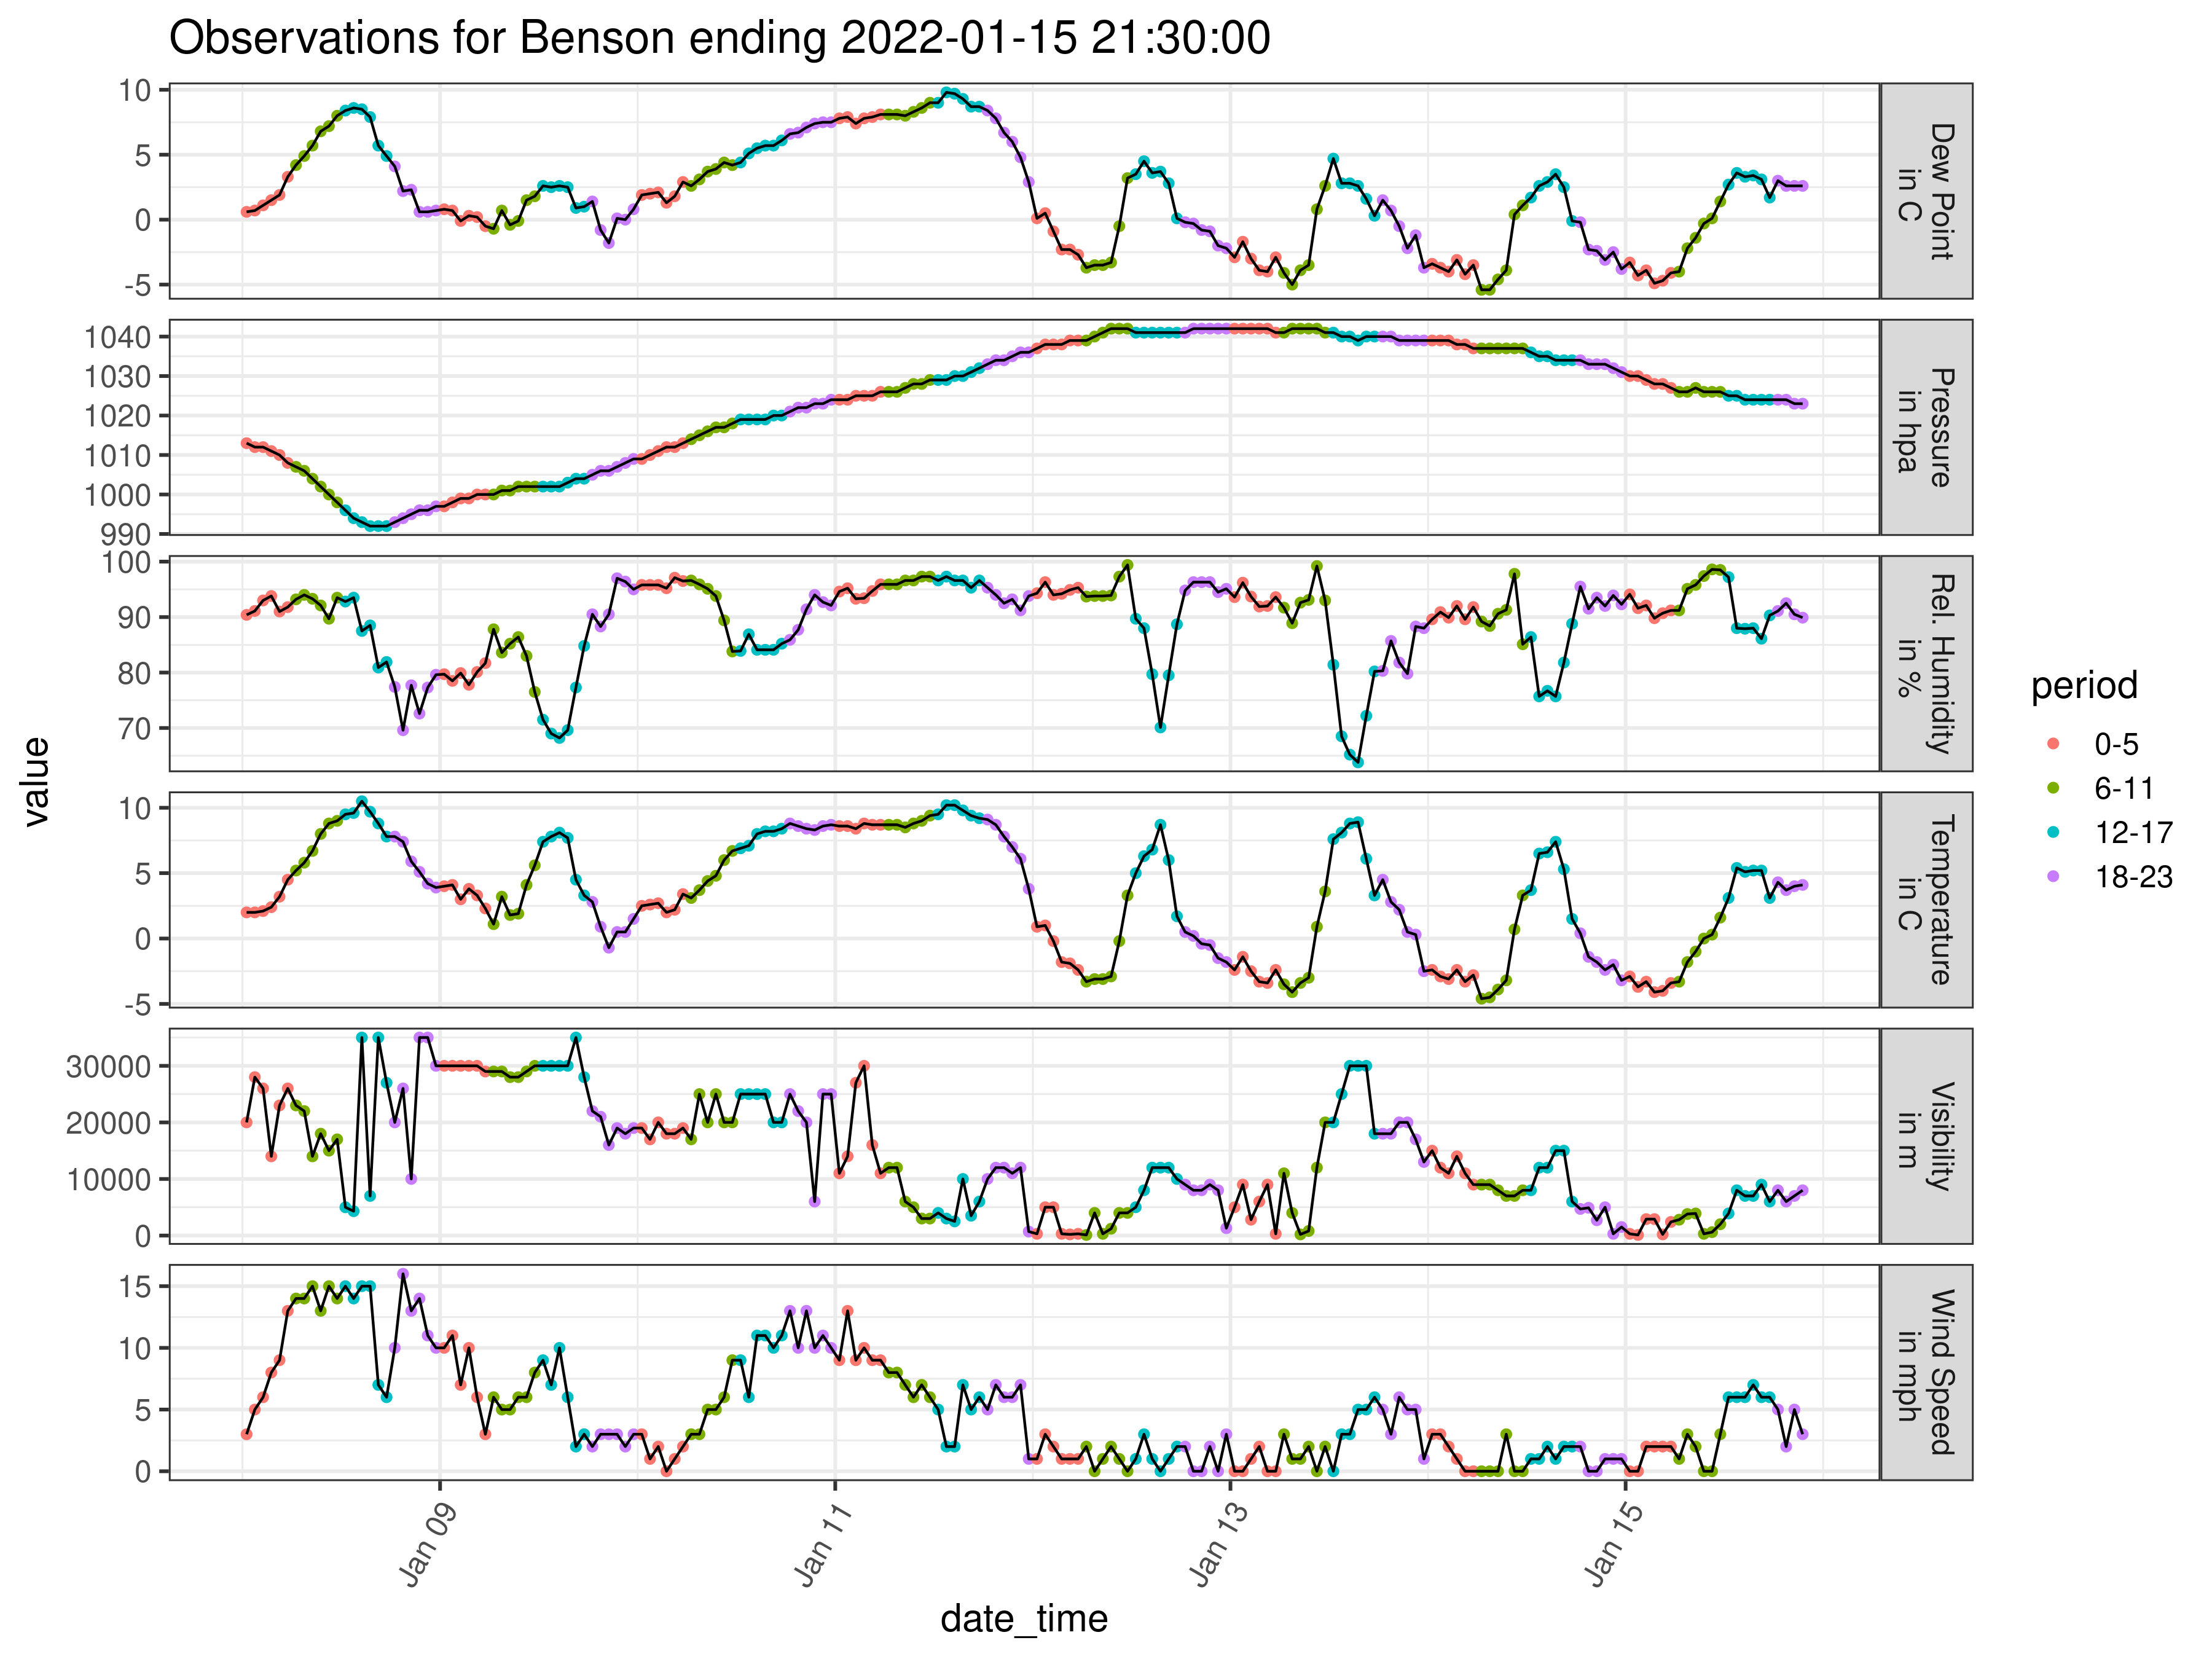 Observations for Benson ending 2022-01-15 21:30:00
value
10
5
0
-5
Dew Point
in C
1040
1030
1020
1010
1000
990
Pressure
in hpa
100
90
80
70
Rel. Humidity
in %
10
5
0
-5
Temperature
in C
30000
20000
10000
0
Visibility
in m
15
10
5
0
Wind Speed
in mph
Jan 09
Jan 11
Jan 13
Jan 15
date_time
period
0-5
6-11
12-17
18-23